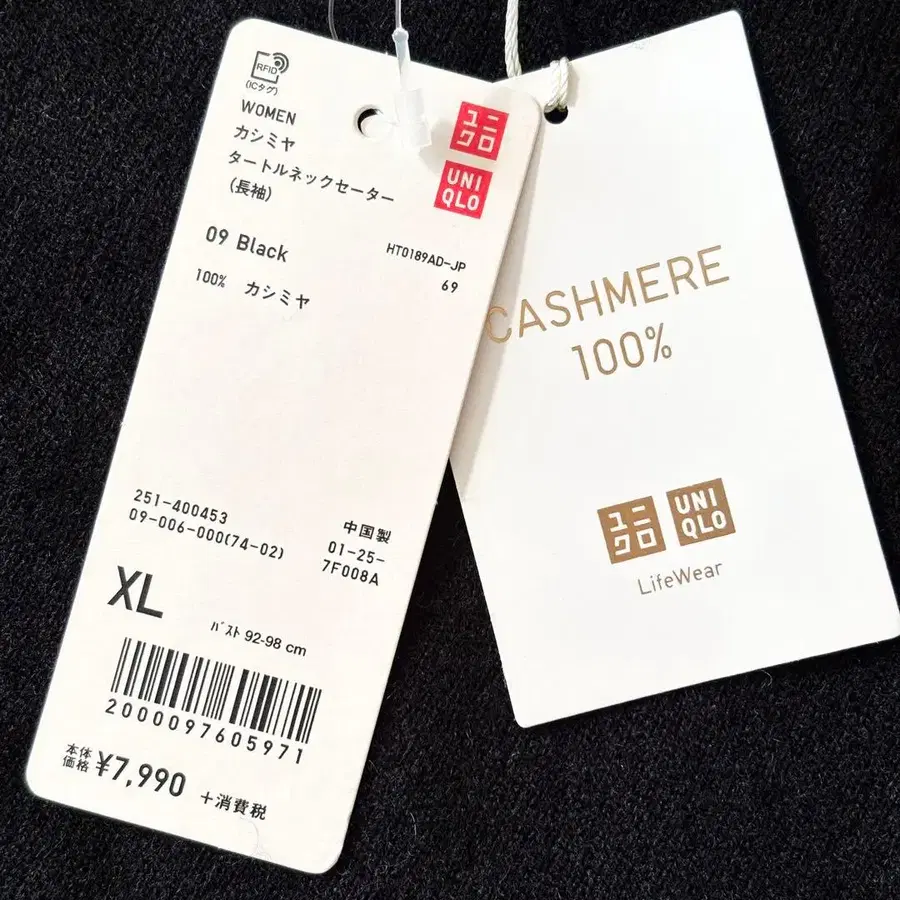 RFID
(ICタグ)
WOMEN
カシミヤ
タートルネックセーター
(長袖)
ユニ
クロ
UNI
QLO
09 Black
HT0189AD-JP
69
100% カシミヤ
251-400453
09-006-000(74-02)
中国製
01-25-
7F008A
XL
バスト 92-98 cm
2000097605971
本体
価格 ¥7,990 +消費税
CASHMERE
100%
ユニ
クロ
UNI
QLO
LifeWear